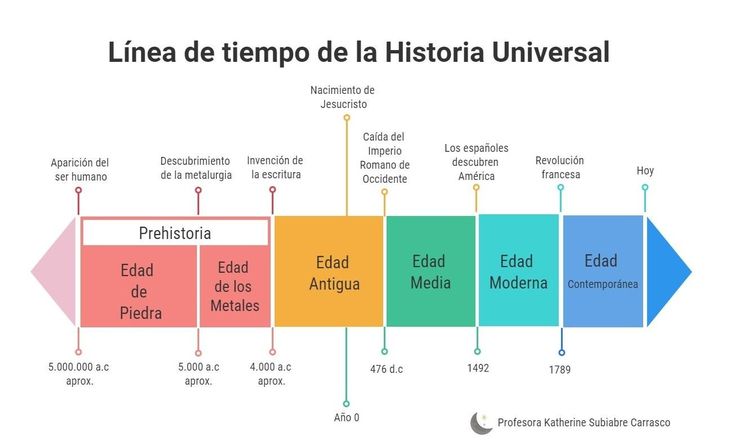 Línea de tiempo de la Historia Universal
Nacimiento de
Jesucristo
Aparición del
ser humano
Descubrimiento
de la metalurgia
Invención de
la escritura
Caída del
Imperio
Romano de
Occidente
Los españoles
descubren
América
Revolución
francesa
Hoy
Prehistoria
Edad
de
Piedra
Edad
de los
Metales
Edad
Antigua
Edad
Media
Edad
Moderna
Edad
Contemporánea
5.000.000 a.c
aprox.
5.000 a.c
aprox.
4.000 a.c
aprox.
Año 0
476 d.c
1492
1789
Profesora Katherine Subiabre Carrasco